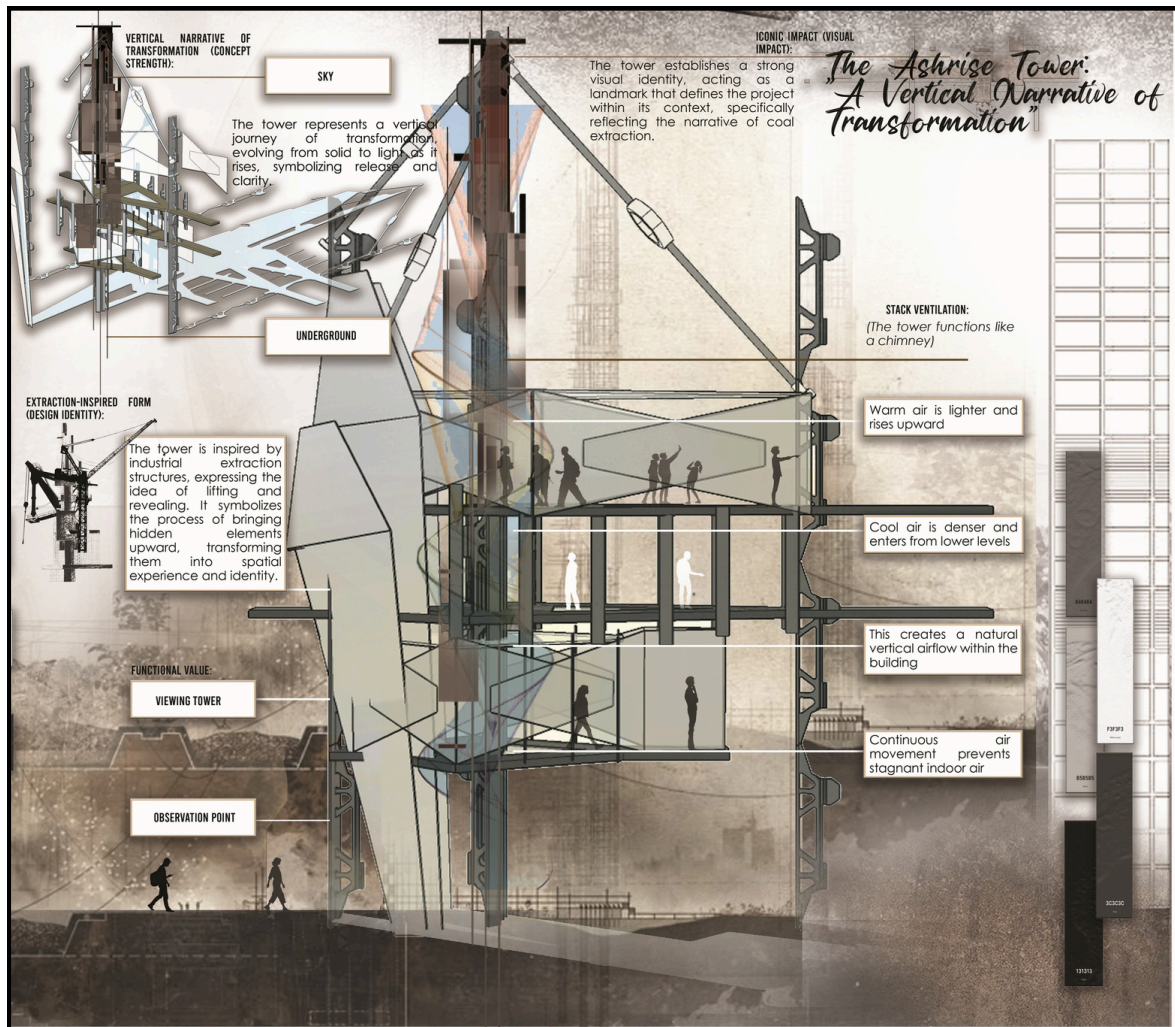 VERTICAL NARRATIVE OF
TRANSFORMATION (CONCEPT
STRENGTH):
SKY
The tower represents a vertical
journey of transformation,
evolving from solid to light as it
rises, symbolizing release and
clarity.
UNDERGROUND
ICONIC IMPACT (VISUAL
IMPACT):
The tower establishes a strong
visual identity, acting as a
landmark that defines the project
within its context, specifically
reflecting the narrative of coal
extraction.
The Ashrise Tower:
"A Vertical Narrative of
Transformation"
EXTRACTION-INSPIRED FORM
(DESIGN IDENTITY):
The tower is inspired by
industrial extraction
structures, expressing the
idea of lifting and
revealing. It symbolizes
the process of bringing
hidden elements
upward, transforming
them into spatial
experience and identity.
STACK VENTILATION:
(The tower functions like
a chimney)
Warm air is lighter and
rises upward
Cool air is denser and
enters from lower levels
This creates a natural
vertical airflow within the
building
Continuous air
movement prevents
stagnant indoor air
FUNCTIONAL VALUE:
VIEWING TOWER
OBSERVATION POINT
F3F3F3
B5B5B5
3C3C3C
131313